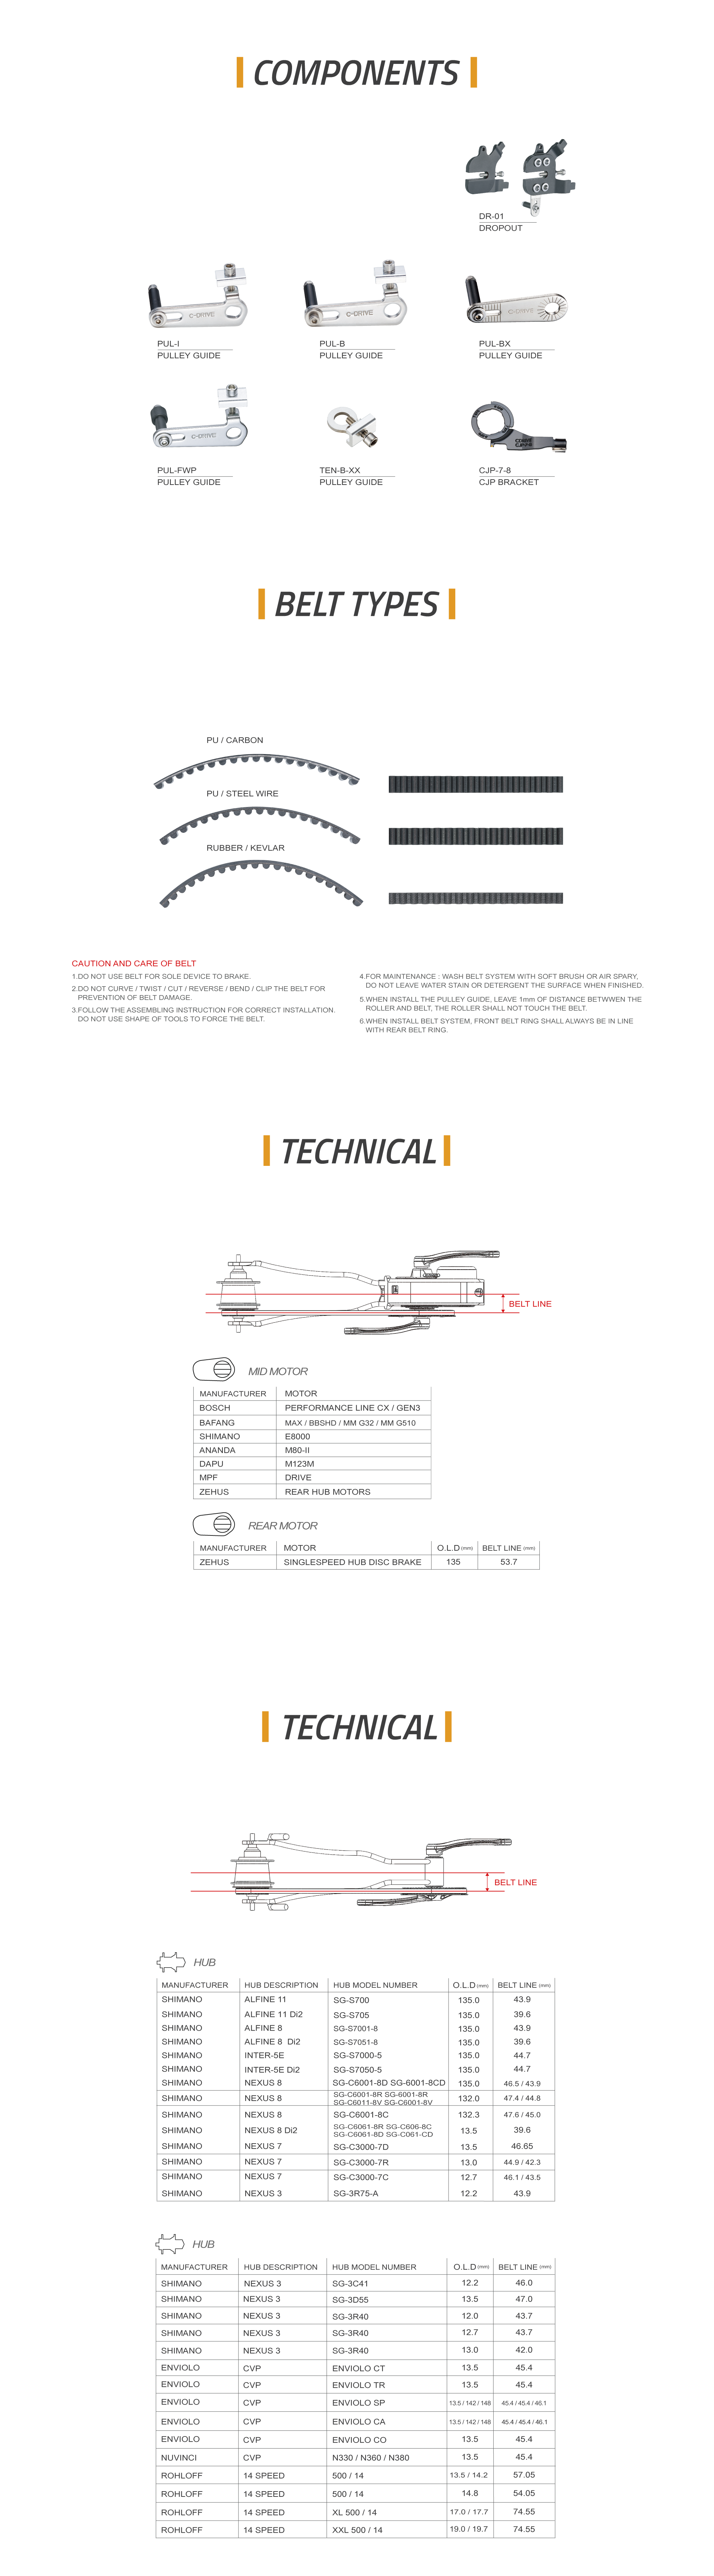 COMPONENTS
DR-01
DROPOUT
C-DRIVE
C-DRIVE
C-DRIVE
PUL-I
PULLEY GUIDE
PUL-B
PULLEY GUIDE
PUL-BX
PULLEY GUIDE
C-DRIVE
PUL-FWP
PULLEY GUIDE
TEN-B-XX
PULLEY GUIDE
CJP-7-8
CJP BRACKET
BELT TYPES
PU / CARBON
PU / STEEL WIRE
RUBBER / KEVLAR
CAUTION AND CARE OF BELT
1.DO NOT USE BELT FOR SOLE DEVICE TO BRAKE.
2.DO NOT CURVE / TWIST / CUT / REVERSE / BEND / CLIP THE BELT FOR
PREVENTION OF BELT DAMAGE.
3.FOLLOW THE ASSEMBLING INSTRUCTION FOR CORRECT INSTALLATION.
DO NOT USE SHAPE OF TOOLS TO FORCE THE BELT.
4.FOR MAINTENANCE : WASH BELT SYSTEM WITH SOFT BRUSH OR AIR SPARY,
DO NOT LEAVE WATER STAIN OR DETERGENT THE SURFACE WHEN FINISHED.
5.WHEN INSTALL THE PULLEY GUIDE, LEAVE 1mm OF DISTANCE BETWWEN THE
ROLLER AND BELT, THE ROLLER SHALL NOT TOUCH THE BELT.
6.WHEN INSTALL BELT SYSTEM, FRONT BELT RING SHALL ALWAYS BE IN LINE
WITH REAR BELT RING.
TECHNICAL
BELT LINE
MID MOTOR
MANUFACTURER MOTOR
BOSCH PERFORMANCE LINE CX / GEN3
BAFANG MAX / BBSHD / MM G32 / MM G510
SHIMANO E8000
ANANDA M80-II
DAPU M123M
MPF DRIVE
ZEHUS REAR HUB MOTORS
REAR MOTOR
MANUFACTURER MOTOR O.L.D (mm) BELT LINE (mm)
ZEHUS SINGLESPEED HUB DISC BRAKE 135 53.7
TECHNICAL
BELT LINE
HUB
MANUFACTURER HUB DESCRIPTION HUB MODEL NUMBER O.L.D (mm) BELT LINE (mm)
SHIMANO ALFINE 11 SG-S700 135.0 43.9
SHIMANO ALFINE 11 Di2 SG-S705 135.0 39.6
SHIMANO ALFINE 8 SG-S7001-8 135.0 43.9
SHIMANO ALFINE 8 Di2 SG-S7051-8 135.0 39.6
SHIMANO INTER-5E SG-S7000-5 135.0 44.7
SHIMANO INTER-5E Di2 SG-S7050-5 135.0 44.7
SHIMANO NEXUS 8 SG-C6001-8D SG-6001-8CD 135.0 46.5 / 43.9
SHIMANO NEXUS 8 SG-C6001-8R SG-6001-8R 132.0 47.4 / 44.8
SG-C6011-8V SG-C6001-8V
SHIMANO NEXUS 8 SG-C6001-8C 132.3 47.6 / 45.0
SHIMANO NEXUS 8 Di2 SG-C6061-8R SG-C606-8C 13.5 39.6
SG-C6061-8D SG-C061-CD
SHIMANO NEXUS 7 SG-C3000-7D 13.5 46.65
SHIMANO NEXUS 7 SG-C3000-7R 13.0 44.9 / 42.3
SHIMANO NEXUS 7 SG-C3000-7C 12.7 46.1 / 43.5
SHIMANO NEXUS 3 SG-3R75-A 12.2 43.9
HUB
MANUFACTURER HUB DESCRIPTION HUB MODEL NUMBER O.L.D (mm) BELT LINE (mm)
SHIMANO NEXUS 3 SG-3C41 12.2 46.0
SHIMANO NEXUS 3 SG-3D55 13.5 47.0
SHIMANO NEXUS 3 SG-3R40 12.0 43.7
SHIMANO NEXUS 3 SG-3R40 12.7 43.7
SHIMANO NEXUS 3 SG-3R40 13.0 42.0
ENVIOLO CVP ENVIOLO CT 13.5 45.4
ENVIOLO CVP ENVIOLO TR 13.5 45.4
ENVIOLO CVP ENVIOLO SP 13.5 / 142 / 148 45.4 / 45.4 / 46.1
ENVIOLO CVP ENVIOLO CA 13.5 / 142 / 148 45.4 / 45.4 / 46.1
ENVIOLO CVP ENVIOLO CO 13.5 45.4
NUVINCI CVP N330 / N360 / N380 13.5 45.4
ROHLOFF 14 SPEED 500 / 14 13.5 / 14.2 57.05
ROHLOFF 14 SPEED 500 / 14 14.8 54.05
ROHLOFF 14 SPEED XL 500 / 14 17.0 / 17.7 74.55
ROHLOFF 14 SPEED XXL 500 / 14 19.0 / 19.7 74.55